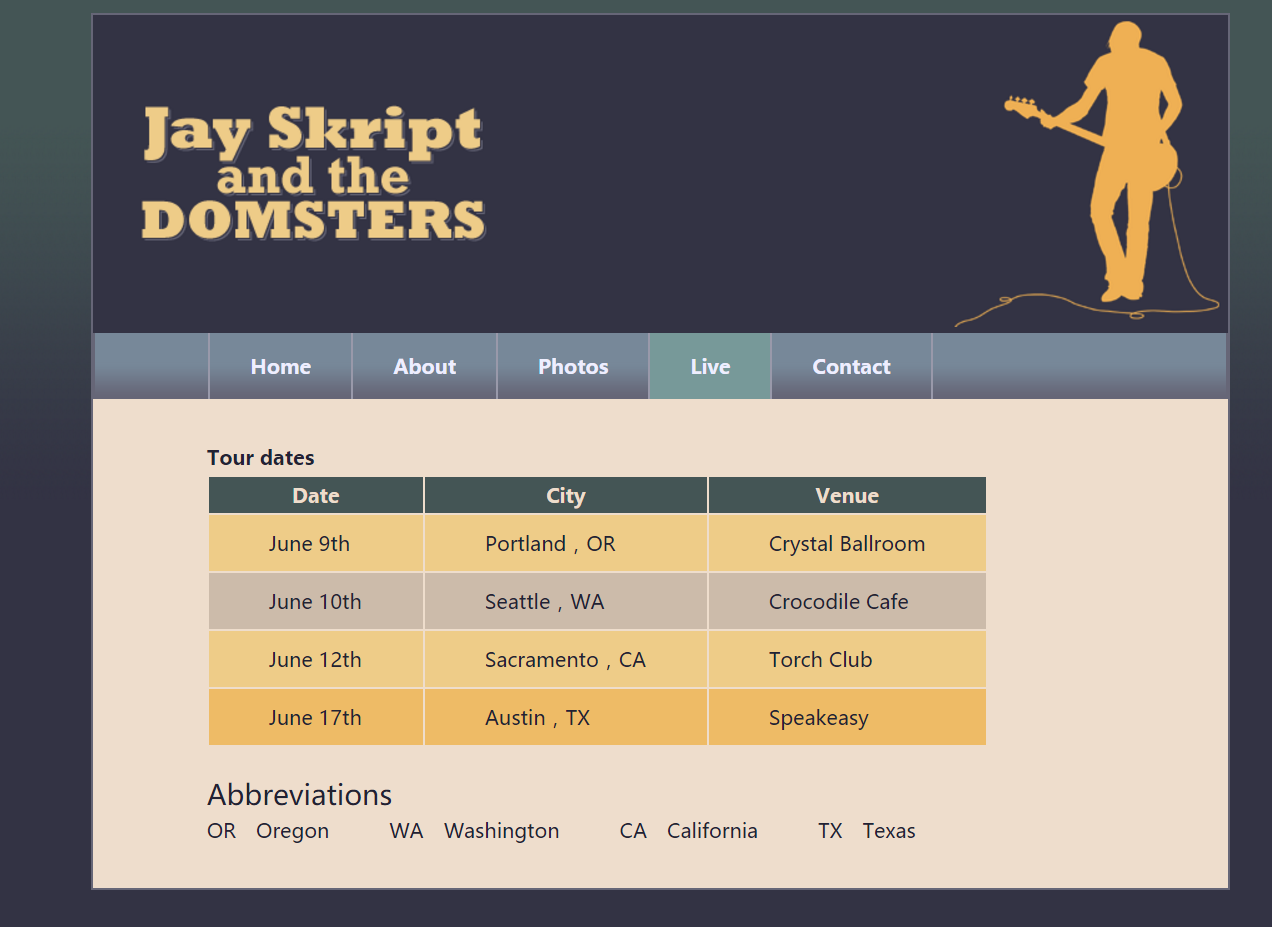 Jay Skript
and the
DOMSTERS
Home About Photos Live Contact
Tour dates
Date City Venue
June 9th Portland , OR Crystal Ballroom
June 10th Seattle , WA Crocodile Cafe
June 12th Sacramento , CA Torch Club
June 17th Austin , TX Speakeasy
Abbreviations
OR Oregon WA Washington CA California TX Texas